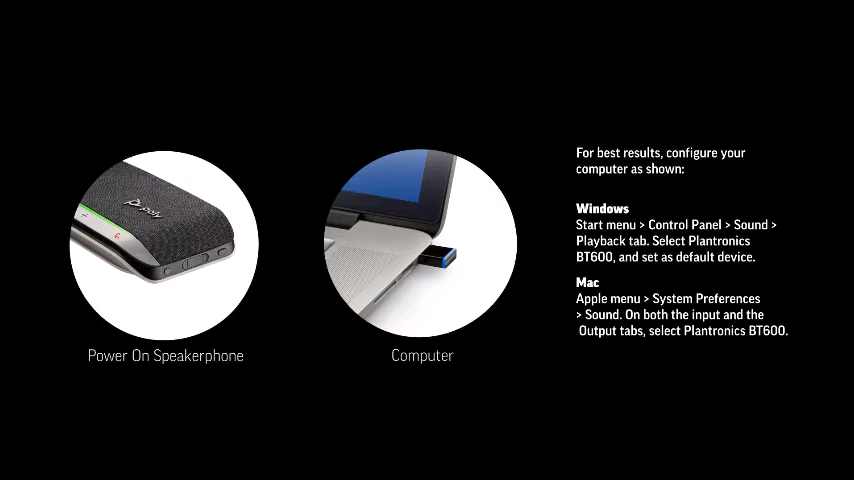 poly
Power On Speakerphone
Computer
For best results, configure your
computer as shown:
Windows
Start menu > Control Panel > Sound >
Playback tab. Select Plantronics
BT600, and set as default device.
Mac
Apple menu > System Preferences
> Sound. On both the input and the
Output tabs, select Plantronics BT600.